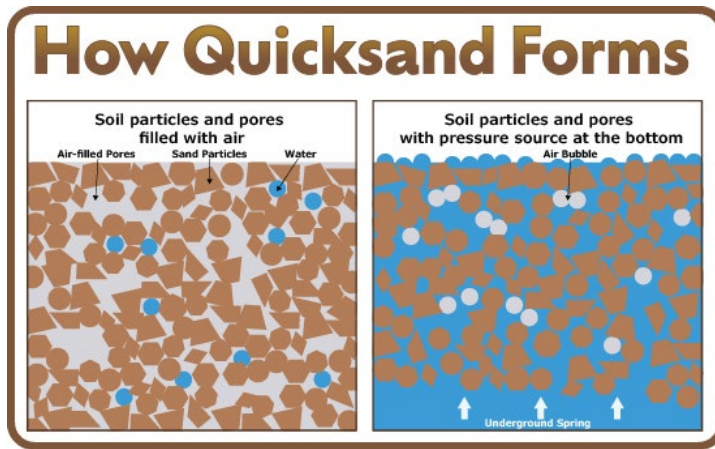 How Quicksand Forms
Soil particles and pores
filled with air
Air-filled Pores
Sand Particles
Water
Soil particles and pores
with pressure source at the bottom
Air Bubble
Underground Spring